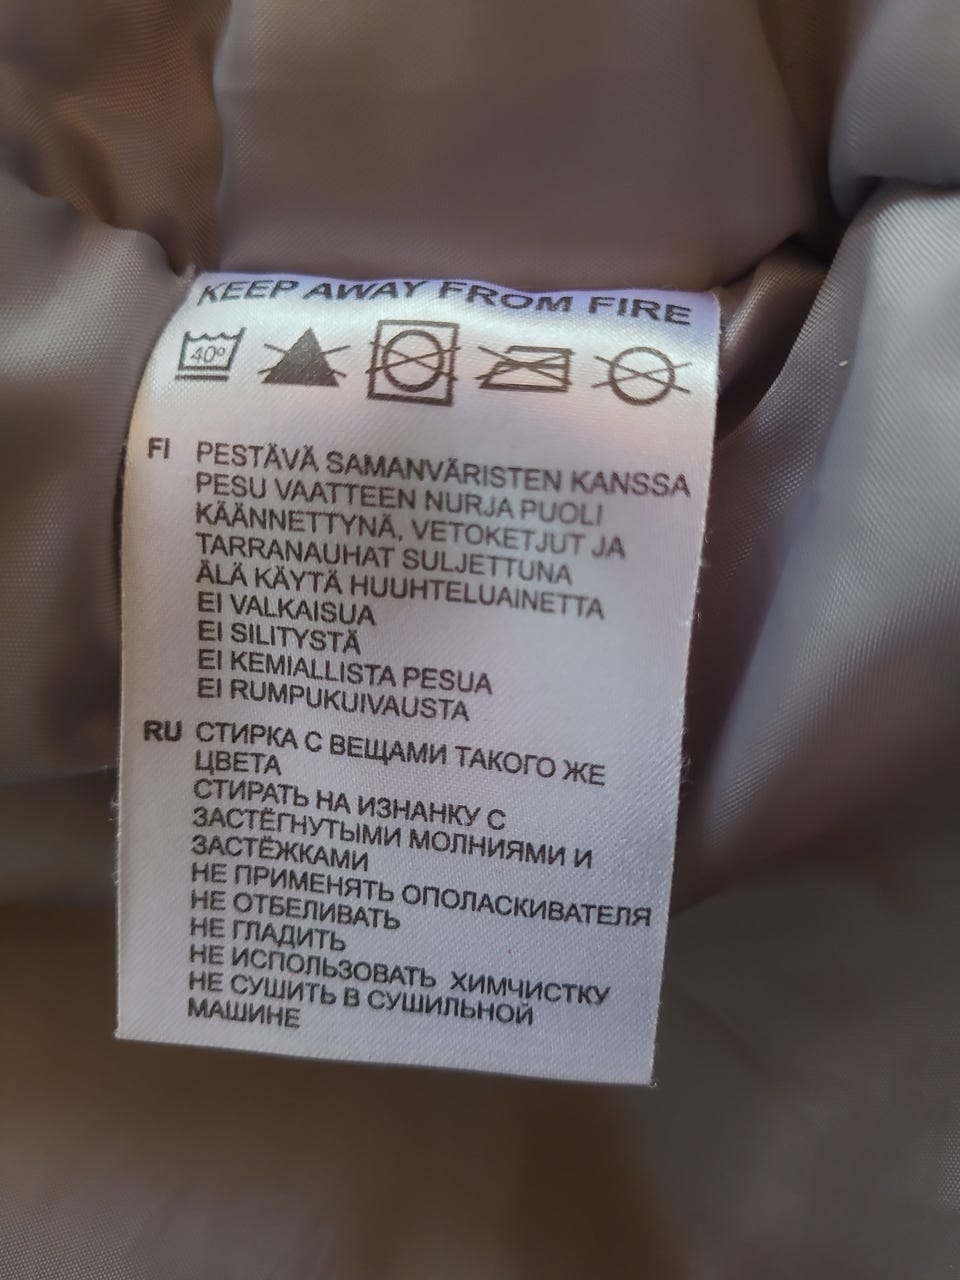 KEEP AWAY FROM FIRE
40°
FI PESTÄVÄ SAMANVÄRISTEN KANSSA
PESU VAATTEEN NURJA PUOLI
KÄÄNNETTYNÄ, VETOKETJUT JA
TARRANAUHAT SULJETTUNA
ÄLÄ KÄYTÄ HUUHTELUAINETTA
EI VALKAISUA
EI SILITYSTÄ
EI KEMIALLISTA PESUA
EI RUMPUKUIVAUSTA
RU СТИРКА С ВЕЩАМИ ТАКОГО ЖЕ
ЦВЕТА
СТИРАТЬ НА ИЗНАНКУ С
ЗАСТЁГНУТЫМИ МОЛНИЯМИ И
ЗАСТЁЖКАМИ
НЕ ПРИМЕНЯТЬ ОПОЛАСКИВАТЕЛЯ
НЕ ОТБЕЛИВАТЬ
НЕ ГЛАДИТЬ
НЕ ИСПОЛЬЗОВАТЬ ХИМЧИСТКУ
НЕ СУШИТЬ В СУШИЛЬНОЙ
МАШИНЕ